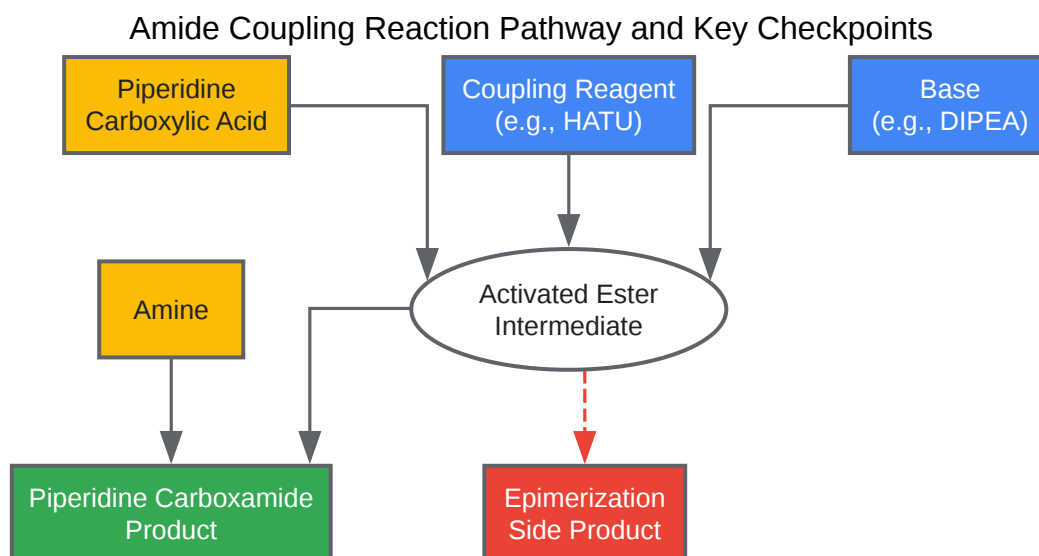 Amide Coupling Reaction Pathway and Key Checkpoints
Piperidine
Carboxylic Acid
Coupling Reagent
(e.g., HATU)
Base
(e.g., DIPEA)
Amine
Activated Ester
Intermediate
Piperidine Carboxamide
Product
Epimerization
Side Product